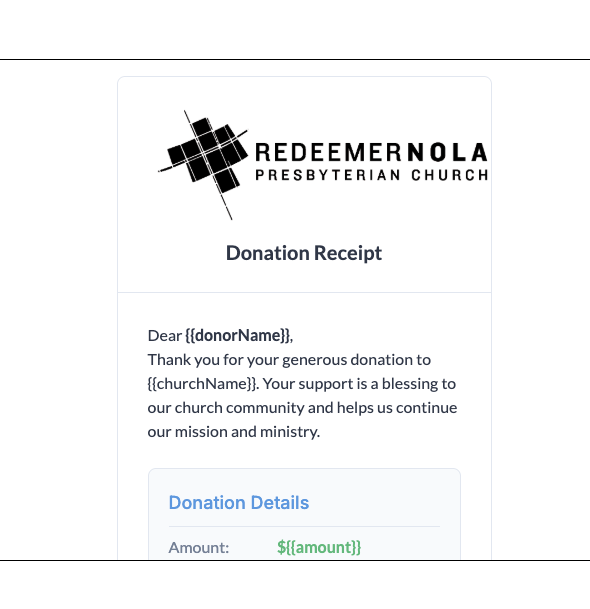 REDEEMERNOLA
PRESBYTERIAN CHURCH
Donation Receipt
Dear {{donorName}},
Thank you for your generous donation to
{{churchName}}. Your support is a blessing to
our church community and helps us continue
our mission and ministry.
Donation Details
Amount: ${{amount}}